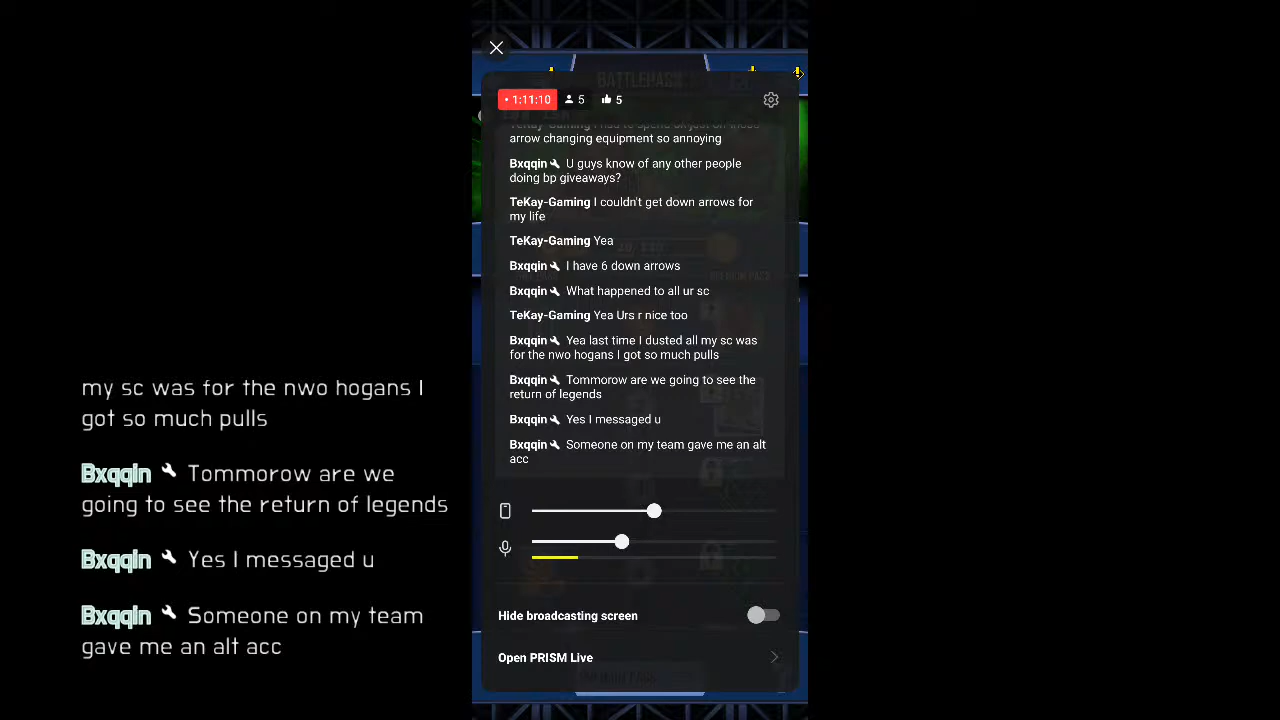 my sc was for the nwo hogans I
got so much pulls
Bxqqin Tommorow are we
going to see the return of legends
Bxqqin Yes I messaged u
Bxqqin Someone on my team
gave me an alt acc
BATTLEPASS
1:11:10 5 5
arrow changing equipment so annoying
Bxqqin U guys know of any other people
doing bp giveaways?
TeKay-Gaming I couldn't get down arrows for
my life
TeKay-Gaming Yea
Bxqqin I have 6 down arrows
Bxqqin What happened to all ur sc
TeKay-Gaming Yea Urs r nice too
Bxqqin Yea last time I dusted all my sc was
for the nwo hogans I got so much pulls
Bxqqin Tommorow are we going to see the
return of legends
Bxqqin Yes I messaged u
Bxqqin Someone on my team gave me an alt
acc
Hide broadcasting screen
Open PRISM Live